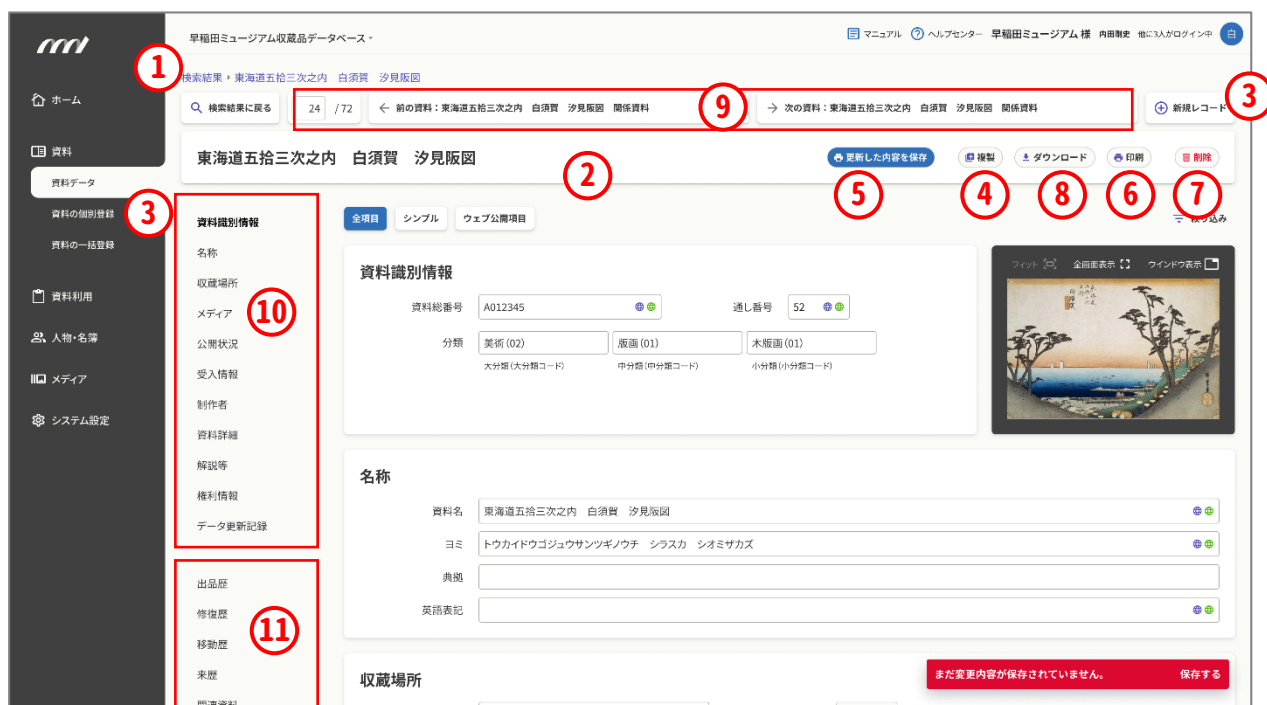 早稲田ミュージアム収蔵品データベース
マニュアル ヘルプセンター 早稲田ミュージアム 様 内田剛史 他に3人がログイン中 白
1
検索結果 › 東海道五拾三次之内 白須賀 汐見阪図
検索結果に戻る 24 / 72 ← 前の資料:東海道五拾三次之内 白須賀 汐見阪図 関係資料 9 → 次の資料:東海道五拾三次之内 白須賀 汐見阪図 関係資料 新規レコード 3
東海道五拾三次之内 白須賀 汐見阪図 2 更新した内容を保存 複製 ダウンロード 印刷 削除
5 4 8 6 7
ホーム
資料
資料データ
資料の個別登録 3
資料の一括登録
資料利用
人物・名簿
メディア
システム設定
資料識別情報
名称
収蔵場所
メディア 10
公開状況
受入情報
制作者
資料詳細
解説等
権利情報
データ更新記録
出品歴
修復歴 11
移動歴
来歴
関連資料
全項目 シンプル ウェブ公開項目 絞り込み
資料識別情報
資料総番号 A012345 通し番号 52
分類 美術(02) 版画(01) 木版画(01)
大分類(大分類コード) 中分類(中分類コード) 小分類(小分類コード)
フィット 全画面表示 ウインドウ表示
名称
資料名 東海道五拾三次之内 白須賀 汐見阪図
ヨミ トウカイドウゴジュウサンツギノウチ シラスカ シオミザカズ
典拠
英語表記
収蔵場所
まだ変更内容が保存されていません。 保存する